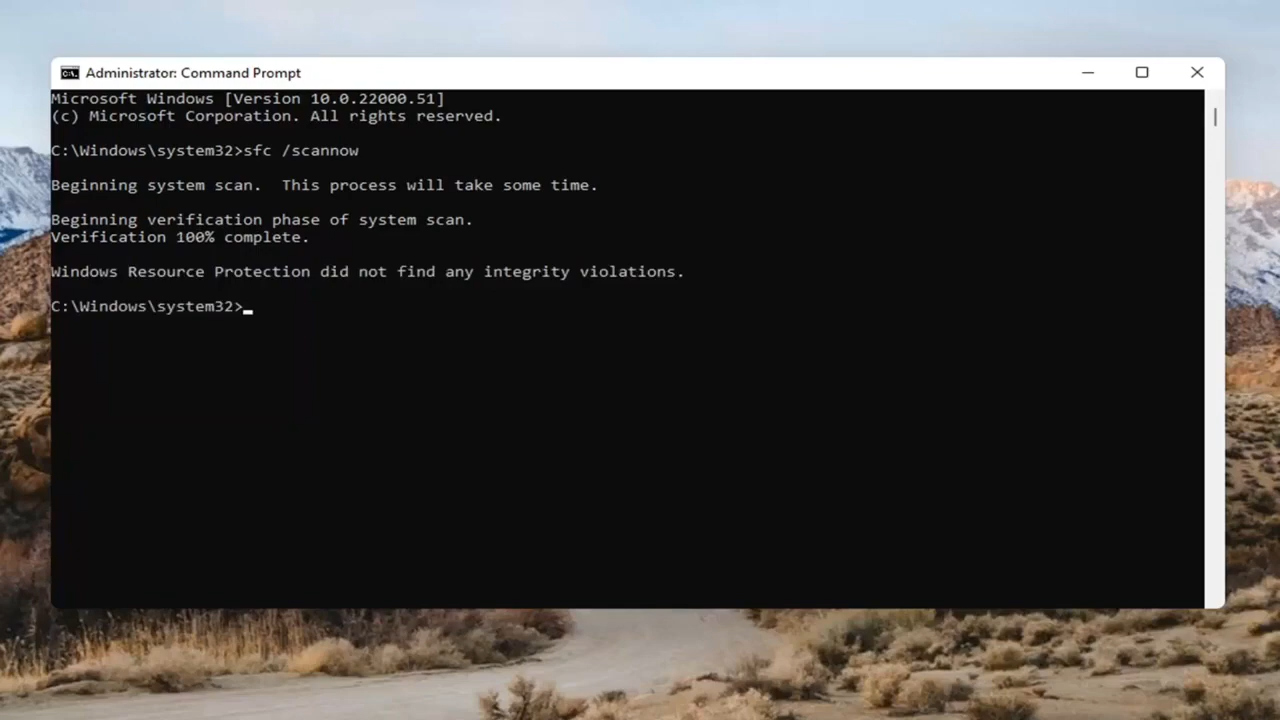 Administrator: Command Prompt
Microsoft Windows [Version 10.0.22000.51]
(c) Microsoft Corporation. All rights reserved.
C:\Windows\system32>sfc /scannow
Beginning system scan.  This process will take some time.
Beginning verification phase of system scan.
Verification 100% complete.
Windows Resource Protection did not find any integrity violations.
C:\Windows\system32>